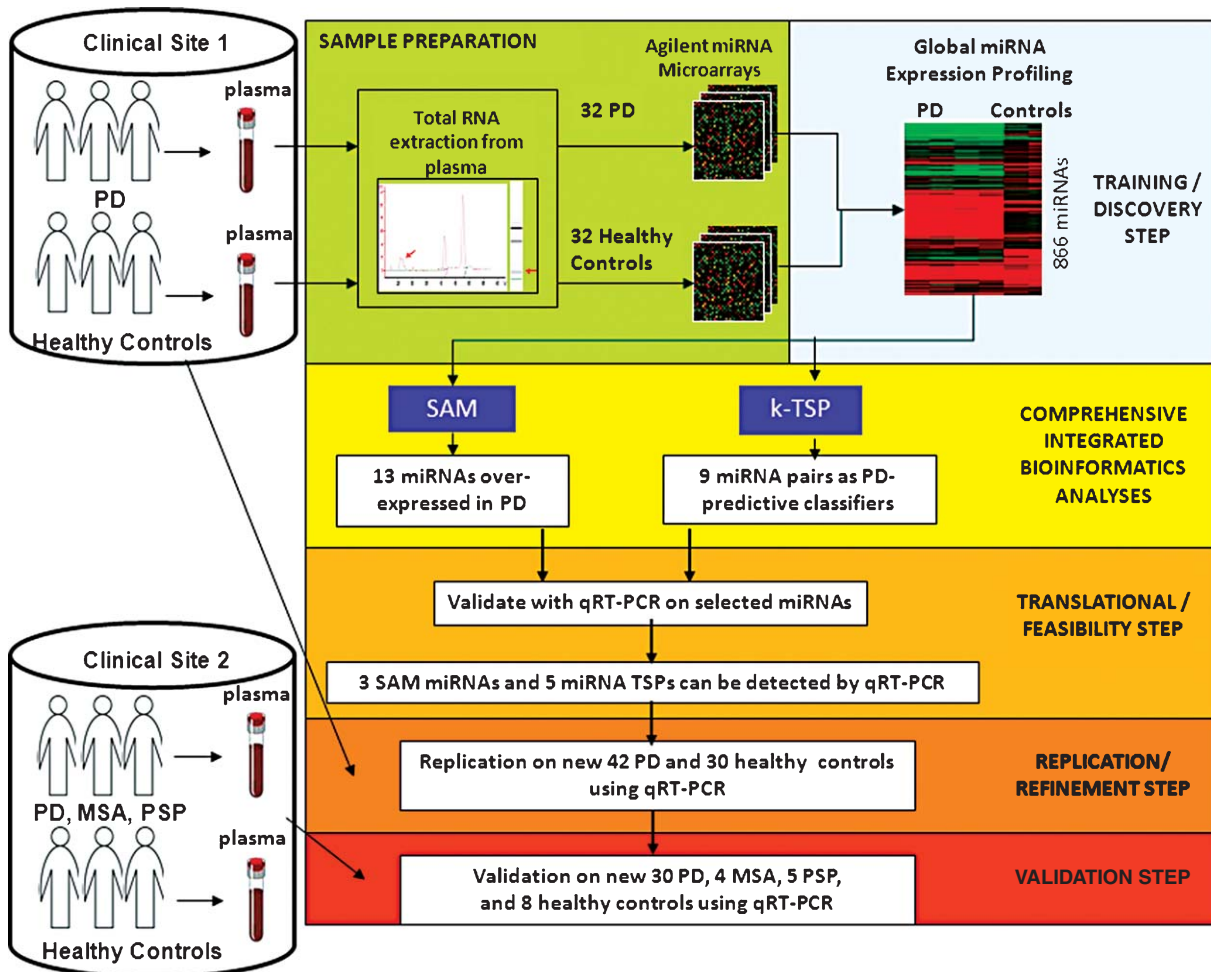 Clinical Site 1
plasma
PD
plasma
Healthy Controls
SAMPLE PREPARATION
Total RNA
extraction from
plasma
32 PD
32 Healthy
Controls
Agilent miRNA
Microarrays
Global miRNA
Expression Profiling
PD
Controls
866 miRNAs
TRAINING /
DISCOVERY
STEP
SAM
k-TSP
13 miRNAs over-
expressed in PD
9 miRNA pairs as PD-
predictive classifiers
COMPREHENSIVE
INTEGRATED
BIOINFORMATICS
ANALYSES
Validate with qRT-PCR on selected miRNAs
3 SAM miRNAs and 5 miRNA TSPs can be detected by qRT-PCR
TRANSLATIONAL /
FEASIBILITY STEP
Clinical Site 2
plasma
PD, MSA, PSP
plasma
Healthy Controls
Replication on new 42 PD and 30 healthy controls
using qRT-PCR
REPLICATION/
REFINEMENT STEP
Validation on new 30 PD, 4 MSA, 5 PSP,
and 8 healthy controls using qRT-PCR
VALIDATION STEP